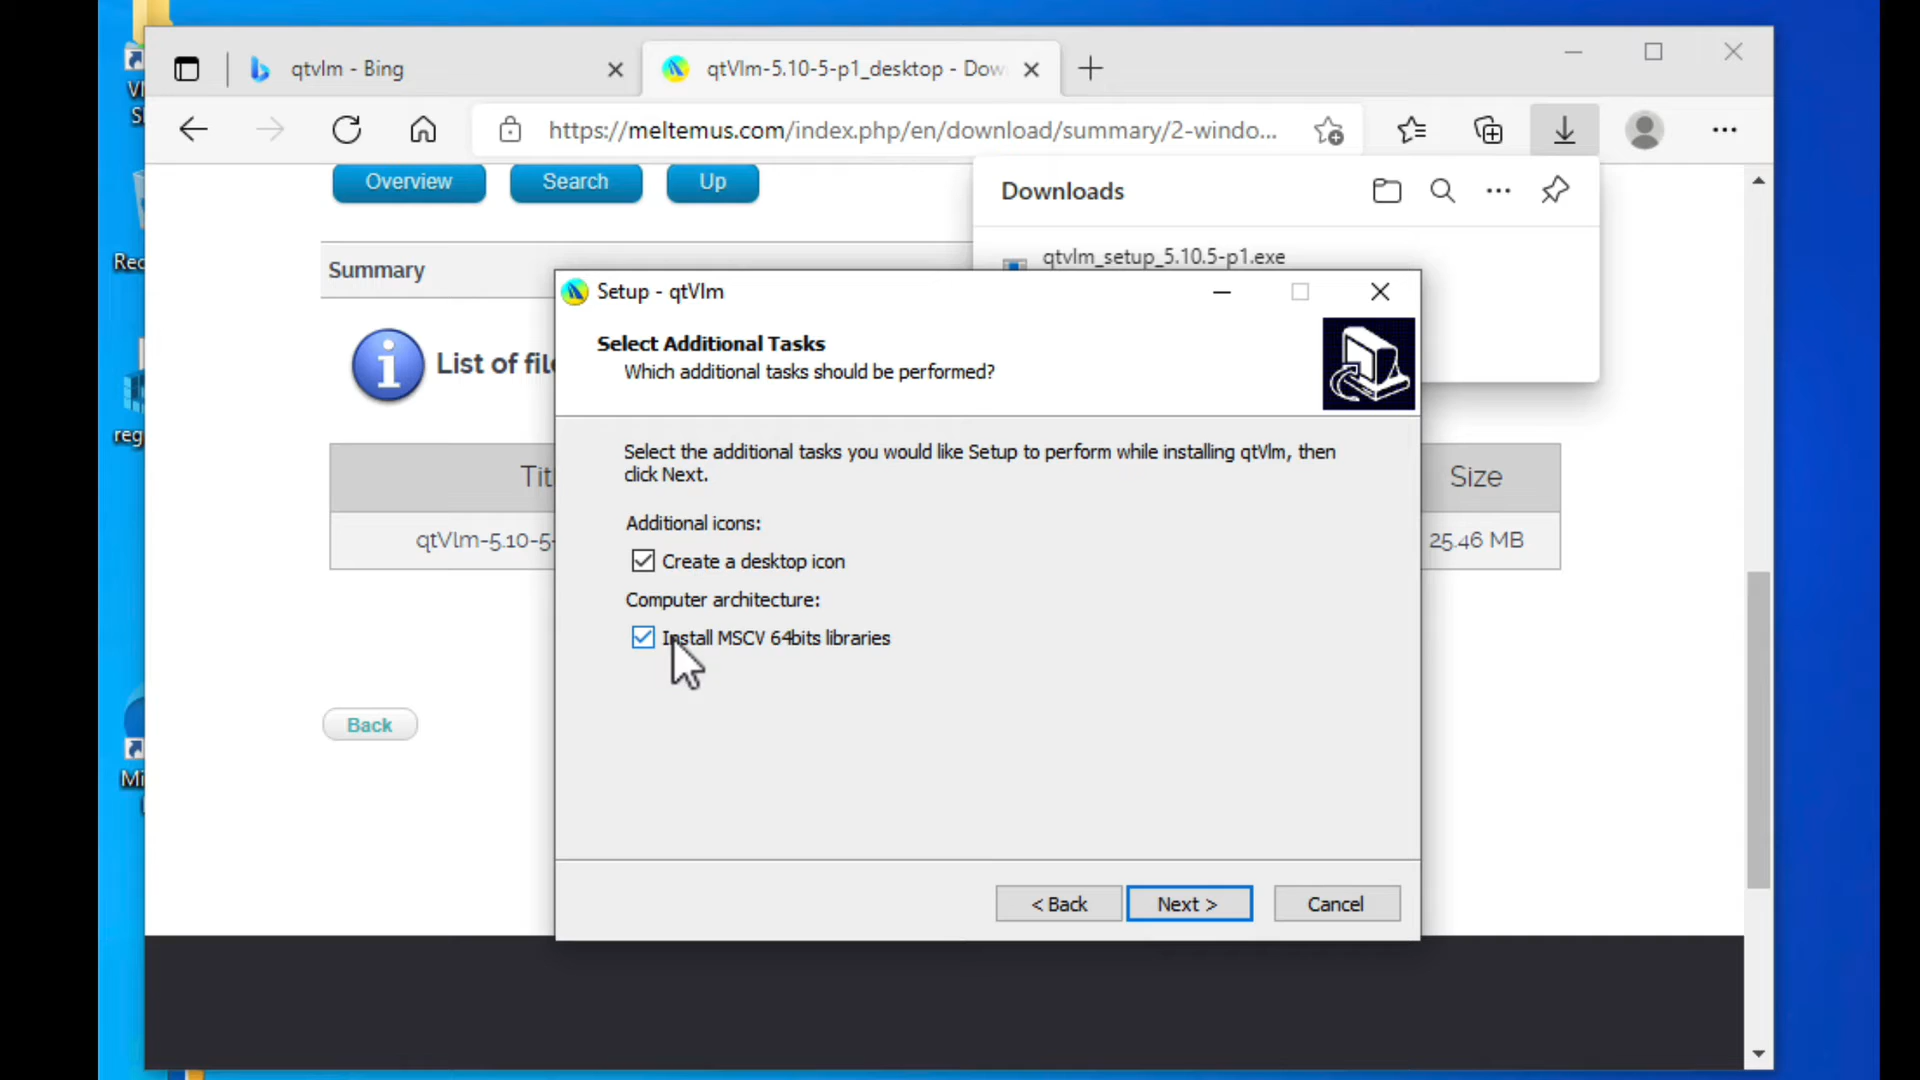 qtvlm - Bing
qtVlm-5.10-5-p1_desktop - Dow
https://meltemus.com/index.php/en/download/summary/2-windo...
Overview
Search
Up
Downloads
qtvlm_setup_5.10.5-p1.exe
Summary
Setup - qtVlm
Select Additional Tasks
Which additional tasks should be performed?
List of file
Select the additional tasks you would like Setup to perform while installing qtVlm, then
click Next.
Tit
Size
Additional icons:
qtVlm-5.10-5-
25.46 MB
Create a desktop icon
Computer architecture:
Install MSCV 64bits libraries
Back
< Back
Next >
Cancel
Rec
reg